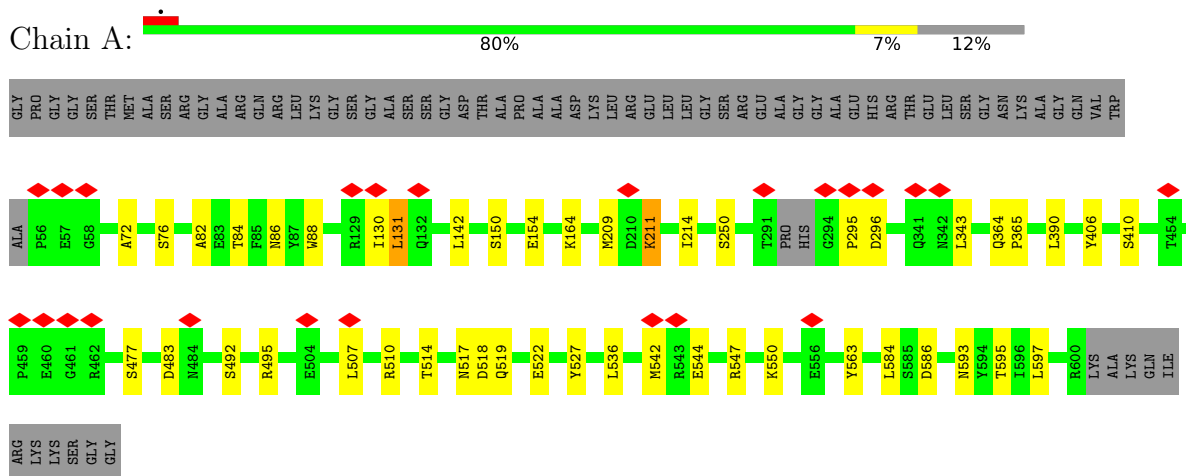 •
Chain A: 80% 7% 12%
GLY PRO GLY GLY SER THR MET ALA SER ARG GLY ALA ARG GLN ARG LEU LYS GLY SER GLY ALA SER SER GLY ASP THR ALA PRO ALA ALA ASP LYS LEU ARG GLU LEU LEU GLY SER ARG GLU ALA GLY GLY ALA GLU HIS ARG THR GLU LEU SER GLY ASN LYS ALA GLY GLN VAL TRP
ALA P56 E57 G58 A72 S76 A82 E83 T84 F85 N86 Y87 W88 R129 I130 L131 Q132 L142 S150 E154 K164 M209 D210 K211 I214 S250 T291 PRO HIS G294 P295 D296 Q341 N342 L343 Q364 P365 L390 Y406 S410 T454
P459 E460 G461 R462 S477 D483 N484 S492 R495 E504 L507 R510 T514 N517 D518 Q519 E522 Y527 L536 M542 R543 E544 R547 K550 E556 Y563 L584 S585 D586 N593 Y594 T595 I596 L597 R600 LYS ALA LYS GLN ILE
ARG LYS LYS SER GLY GLY